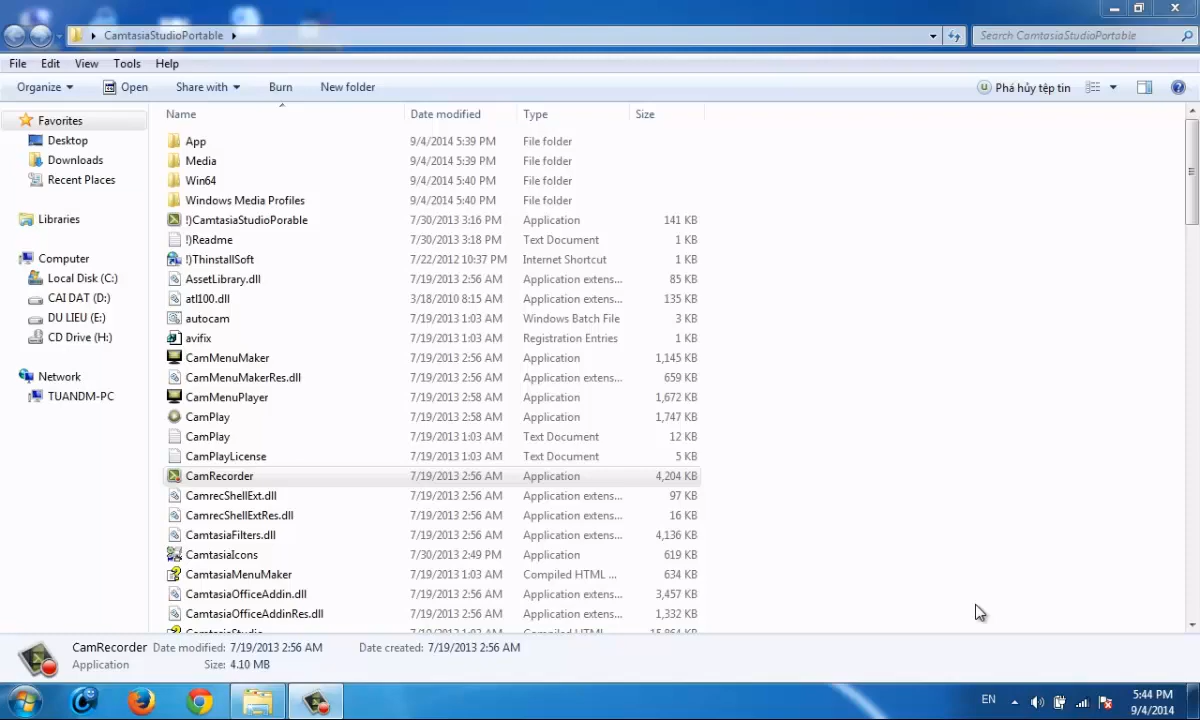 CamtasiaStudioPortable
Search CamtasiaStudioPortable
File Edit View Tools Help
Organize Open Share with Burn New folder Phá hủy tệp tin
Name Date modified Type Size
Favorites
Desktop
Downloads
Recent Places
Libraries
Computer
Local Disk (C:)
CAI DAT (D:)
DU LIEU (E:)
CD Drive (H:)
Network
TUANDM-PC
App 9/4/2014 5:39 PM File folder
Media 9/4/2014 5:39 PM File folder
Win64 9/4/2014 5:40 PM File folder
Windows Media Profiles 9/4/2014 5:40 PM File folder
!)CamtasiaStudioPorable 7/30/2013 3:16 PM Application 141 KB
!)Readme 7/30/2013 3:18 PM Text Document 1 KB
!)ThinstallSoft 7/22/2012 10:37 PM Internet Shortcut 1 KB
AssetLibrary.dll 7/19/2013 2:56 AM Application extens... 85 KB
atl100.dll 3/18/2010 8:15 AM Application extens... 135 KB
autocam 7/19/2013 1:03 AM Windows Batch File 3 KB
avifix 7/19/2013 1:03 AM Registration Entries 1 KB
CamMenuMaker 7/19/2013 2:56 AM Application 1,145 KB
CamMenuMakerRes.dll 7/19/2013 2:56 AM Application extens... 659 KB
CamMenuPlayer 7/19/2013 2:58 AM Application 1,672 KB
CamPlay 7/19/2013 2:58 AM Application 1,747 KB
CamPlay 7/19/2013 1:03 AM Text Document 12 KB
CamPlayLicense 7/19/2013 1:03 AM Text Document 5 KB
CamRecorder 7/19/2013 2:56 AM Application 4,204 KB
CamrecShellExt.dll 7/19/2013 2:56 AM Application extens... 97 KB
CamrecShellExtRes.dll 7/19/2013 2:56 AM Application extens... 16 KB
CamtasiaFilters.dll 7/19/2013 2:56 AM Application extens... 4,136 KB
CamtasiaIcons 7/30/2013 2:49 PM Application 619 KB
CamtasiaMenuMaker 7/19/2013 1:03 AM Compiled HTML ... 634 KB
CamtasiaOfficeAddin.dll 7/19/2013 2:56 AM Application extens... 3,457 KB
CamtasiaOfficeAddinRes.dll 7/19/2013 2:56 AM Application extens... 1,332 KB
CamtasiaStudio 7/19/2013 1:03 AM Compiled HTML ... 15,864 KB
CamRecorder Date modified: 7/19/2013 2:56 AM Date created: 7/19/2013 2:56 AM
Application Size: 4.10 MB
EN
5:44 PM
9/4/2014